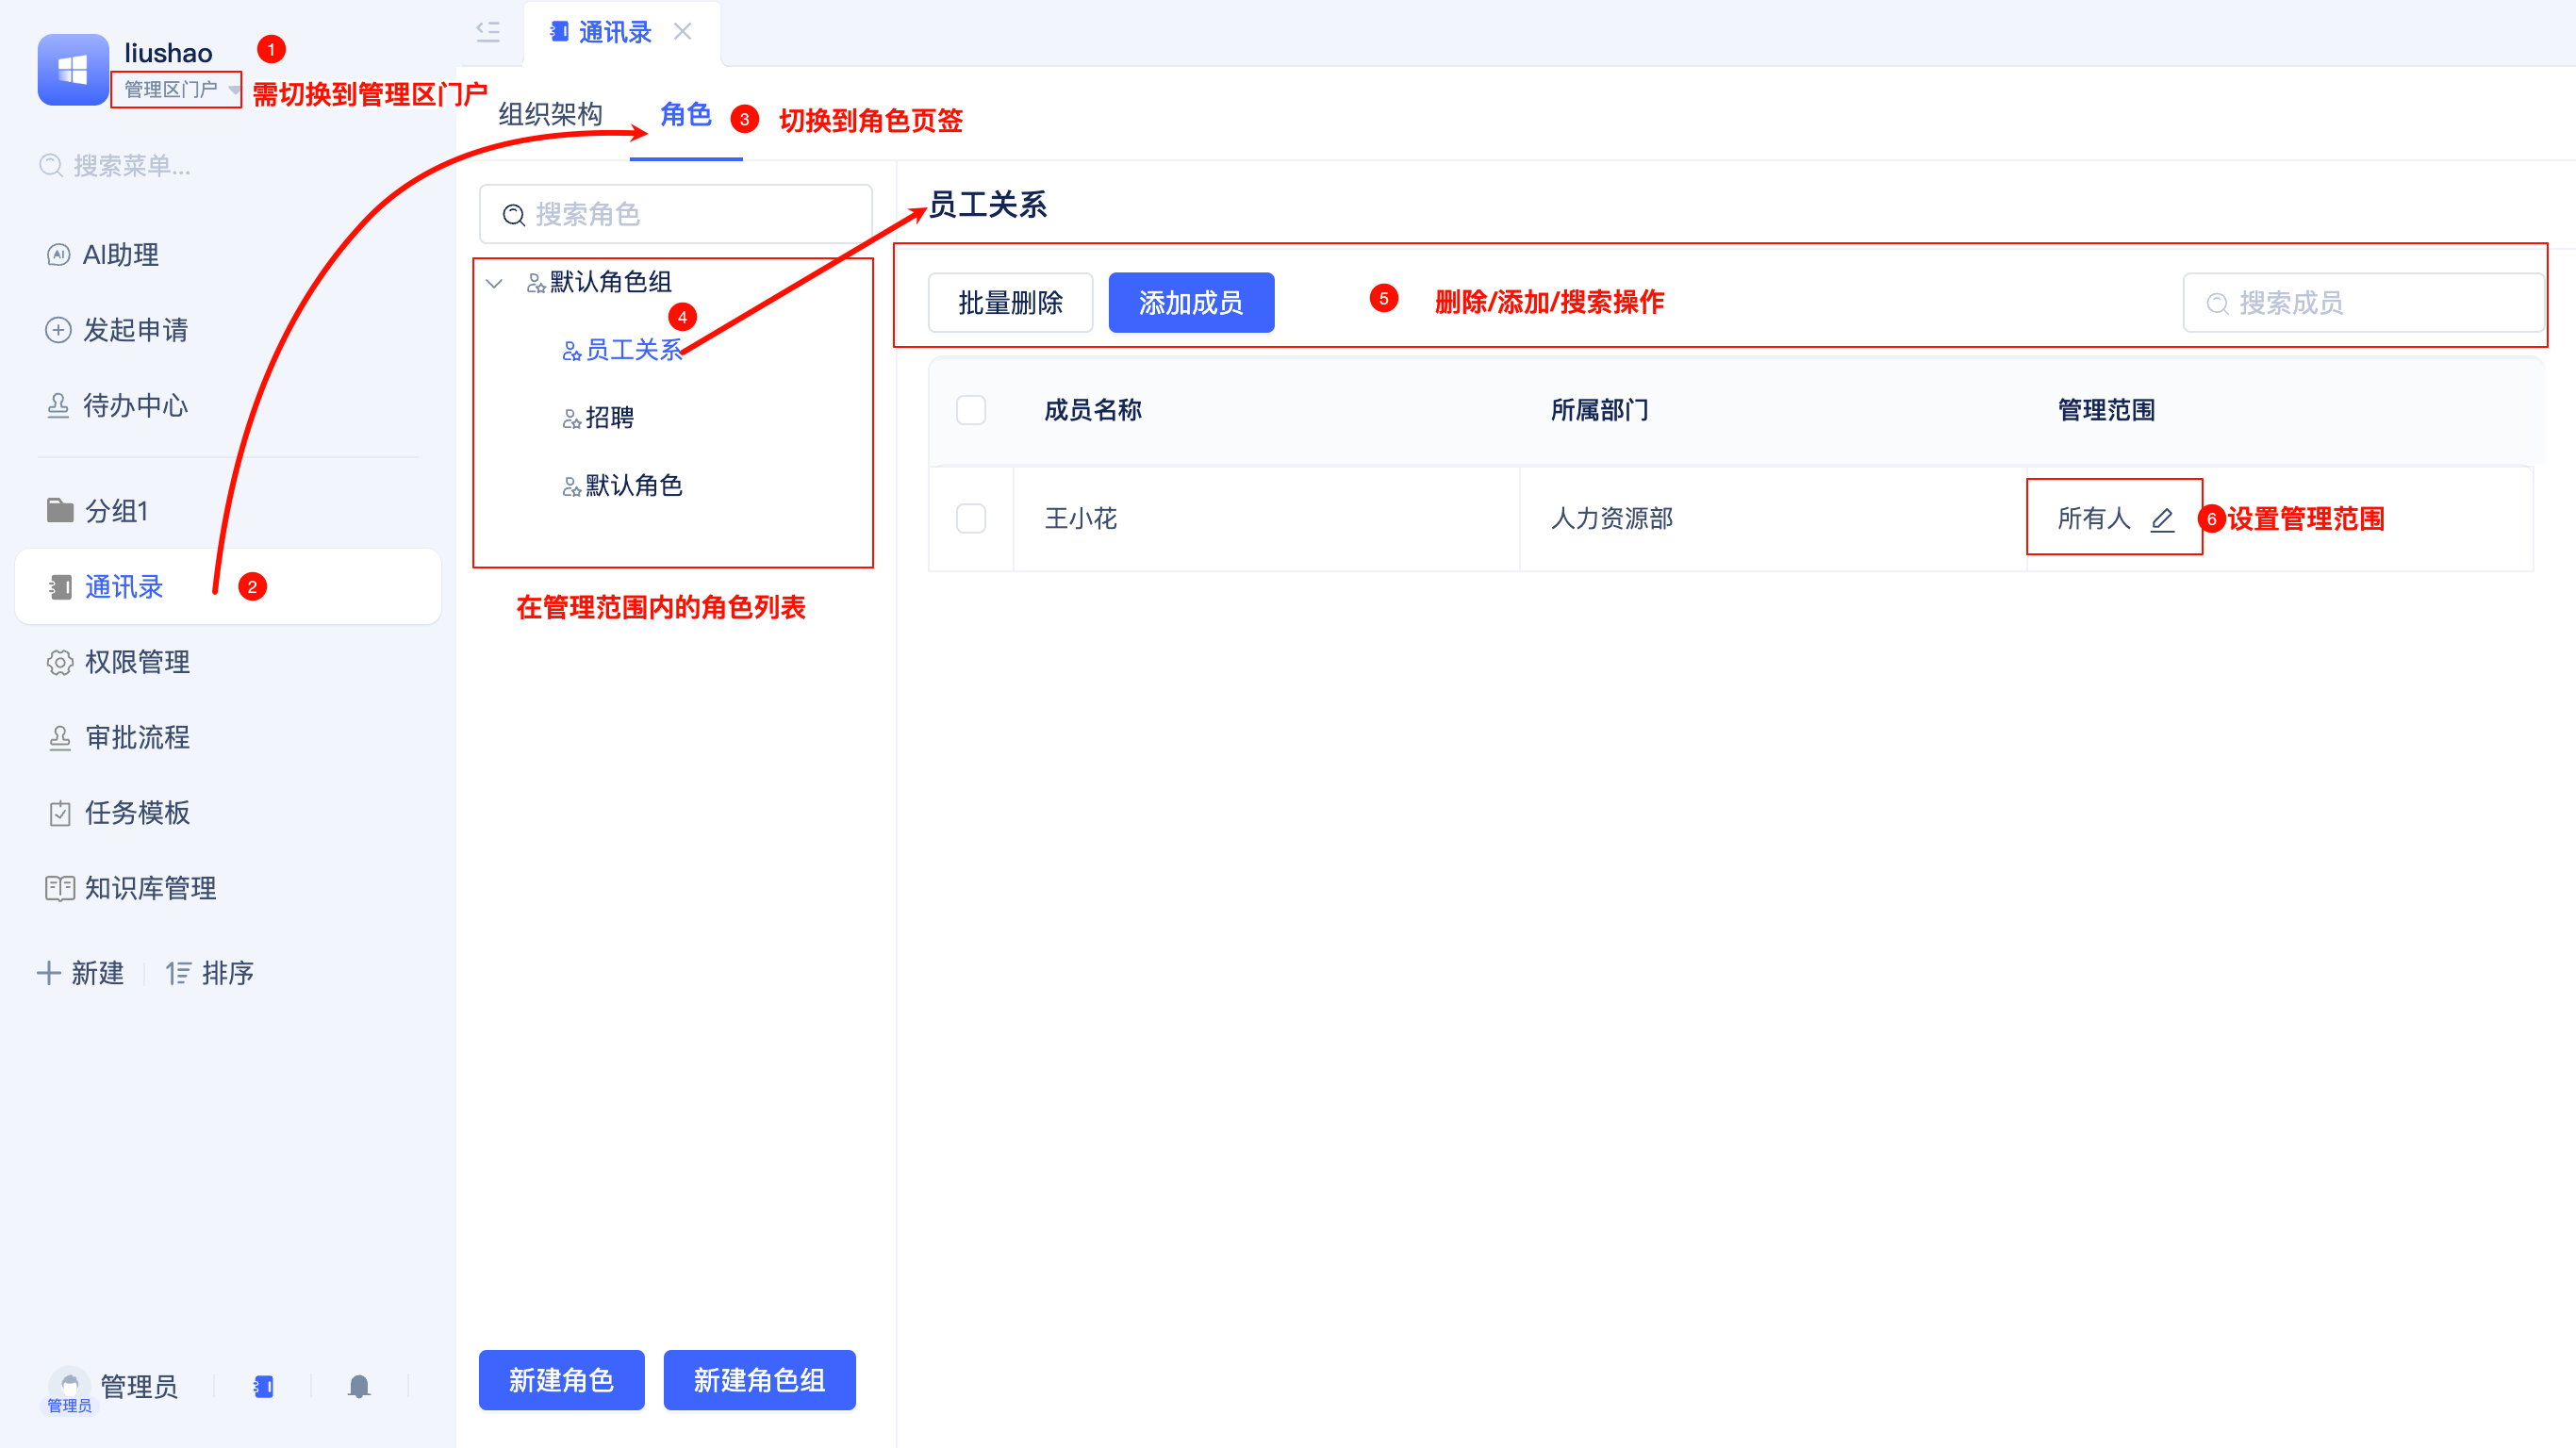 liushao
1
管理区门户
需切换到管理区门户
搜索菜单...
AI助理
发起申请
待办中心
分组1
通讯录
2
权限管理
审批流程
任务模板
知识库管理
新建
排序
管理员
管理员
通讯录
组织架构
角色
3
切换到角色页签
搜索角色
默认角色组
4
员工关系
招聘
默认角色
在管理范围内的角色列表
新建角色
新建角色组
员工关系
批量删除
添加成员
5
删除/添加/搜索操作
搜索成员
成员名称
所属部门
管理范围
王小花
人力资源部
所有人
6
设置管理范围